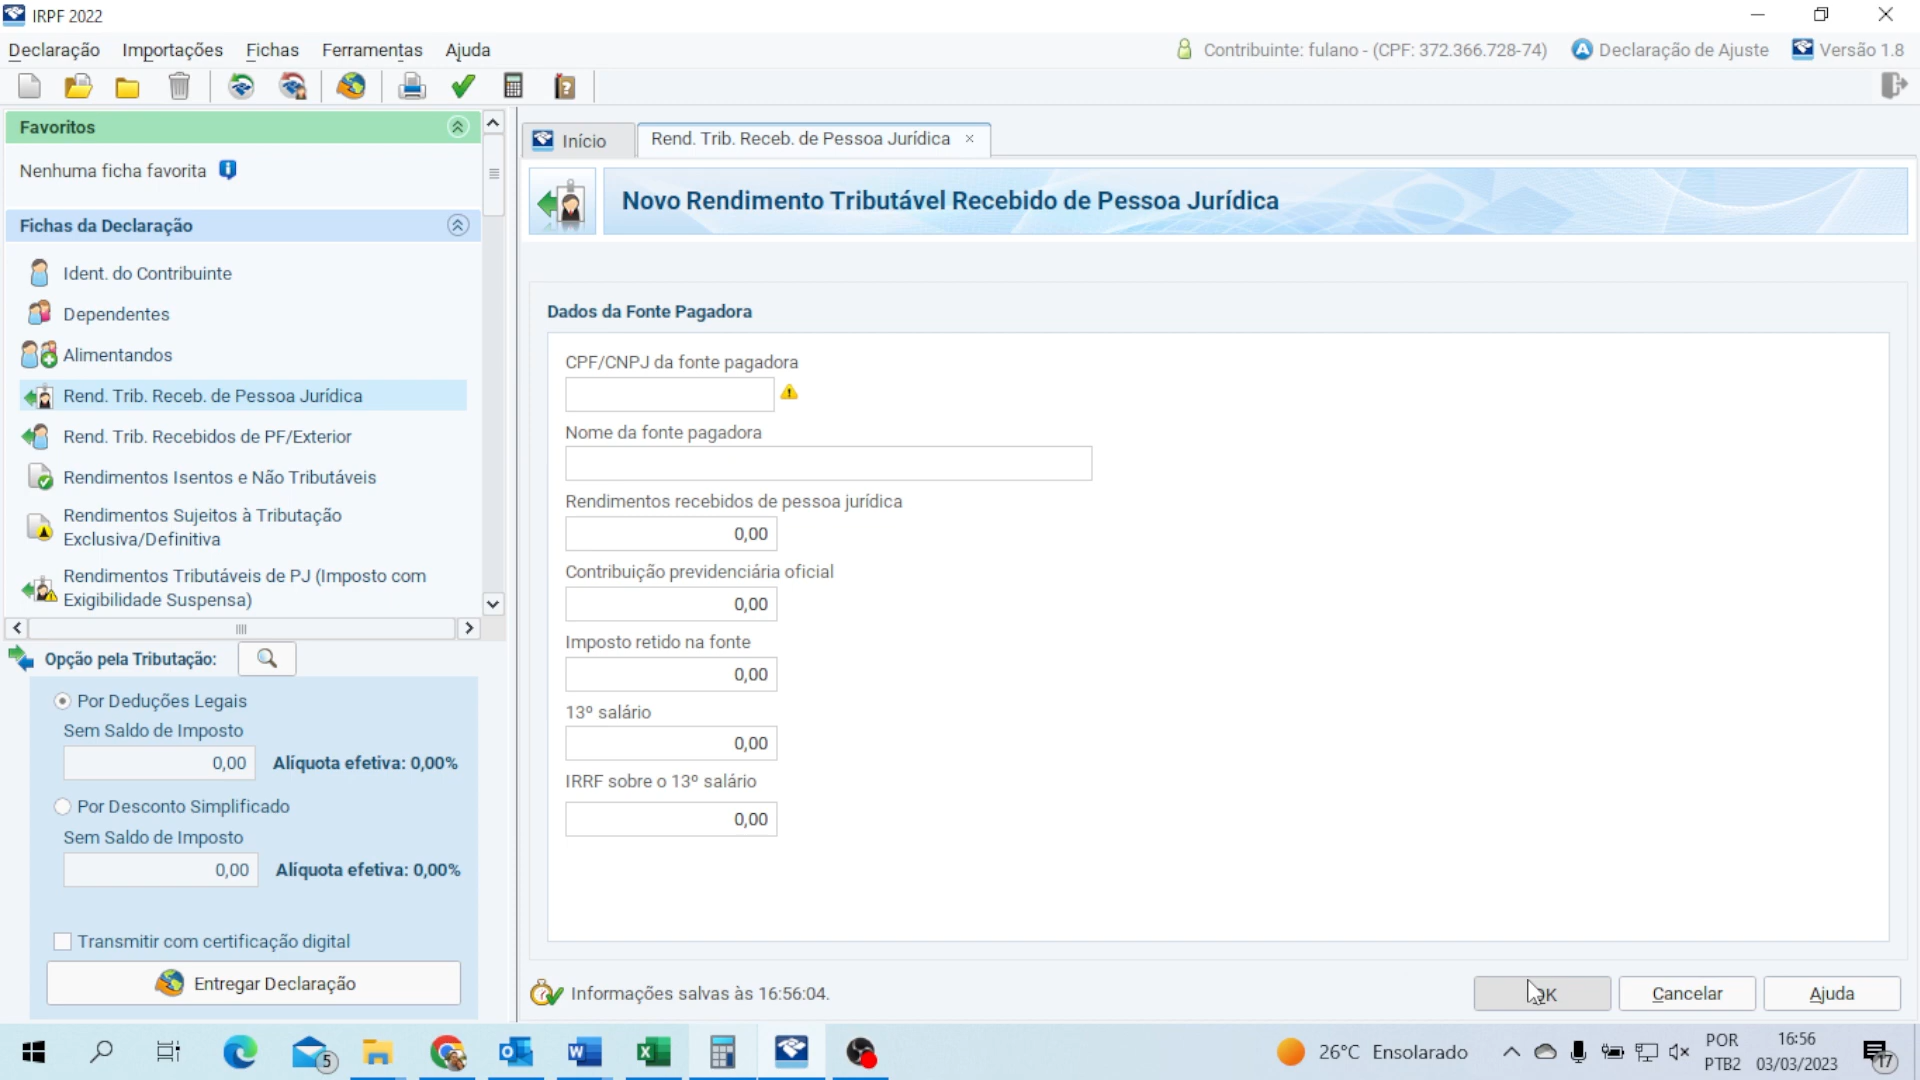 IRPF 2022
Declaração Importações Fichas Ferramentas Ajuda
Contribuinte: fulano - (CPF: 372.366.728-74) Declaração de Ajuste Versão 1.8
Favoritos
Nenhuma ficha favorita
Fichas da Declaração
Ident. do Contribuinte
Dependentes
Alimentandos
Rend. Trib. Receb. de Pessoa Jurídica
Rend. Trib. Recebidos de PF/Exterior
Rendimentos Isentos e Não Tributáveis
Rendimentos Sujeitos à Tributação
Exclusiva/Definitiva
Rendimentos Tributáveis de PJ (Imposto com
Exigibilidade Suspensa)
Opção pela Tributação:
Por Deduções Legais
Sem Saldo de Imposto
0,00 Alíquota efetiva: 0,00%
Por Desconto Simplificado
Sem Saldo de Imposto
0,00 Alíquota efetiva: 0,00%
Transmitir com certificação digital
Entregar Declaração
Início
Rend. Trib. Receb. de Pessoa Jurídica ×
Novo Rendimento Tributável Recebido de Pessoa Jurídica
Dados da Fonte Pagadora
CPF/CNPJ da fonte pagadora
Nome da fonte pagadora
Rendimentos recebidos de pessoa jurídica
0,00
Contribuição previdenciária oficial
0,00
Imposto retido na fonte
0,00
13º salário
0,00
IRRF sobre o 13º salário
0,00
Informações salvas às 16:56:04.
OK Cancelar Ajuda
5
26°C Ensolarado
POR
PTB2
16:56
03/03/2023
17